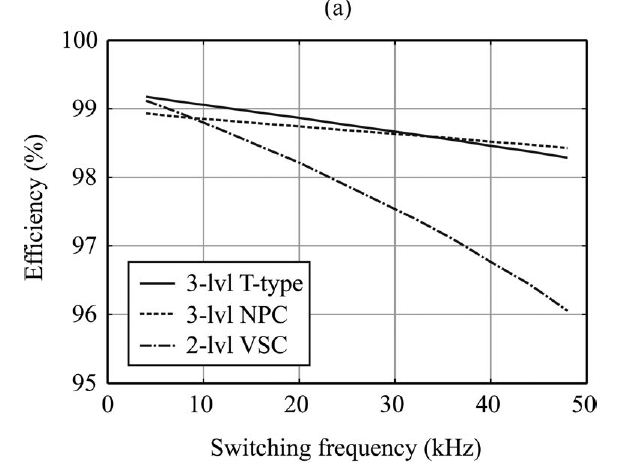 (a)
100
99
98
97
96
95
Efficiency (%)
3-lvl T-type
3-lvl NPC
2-lvl VSC
0
10
20
30
40
50
Switching frequency (kHz)